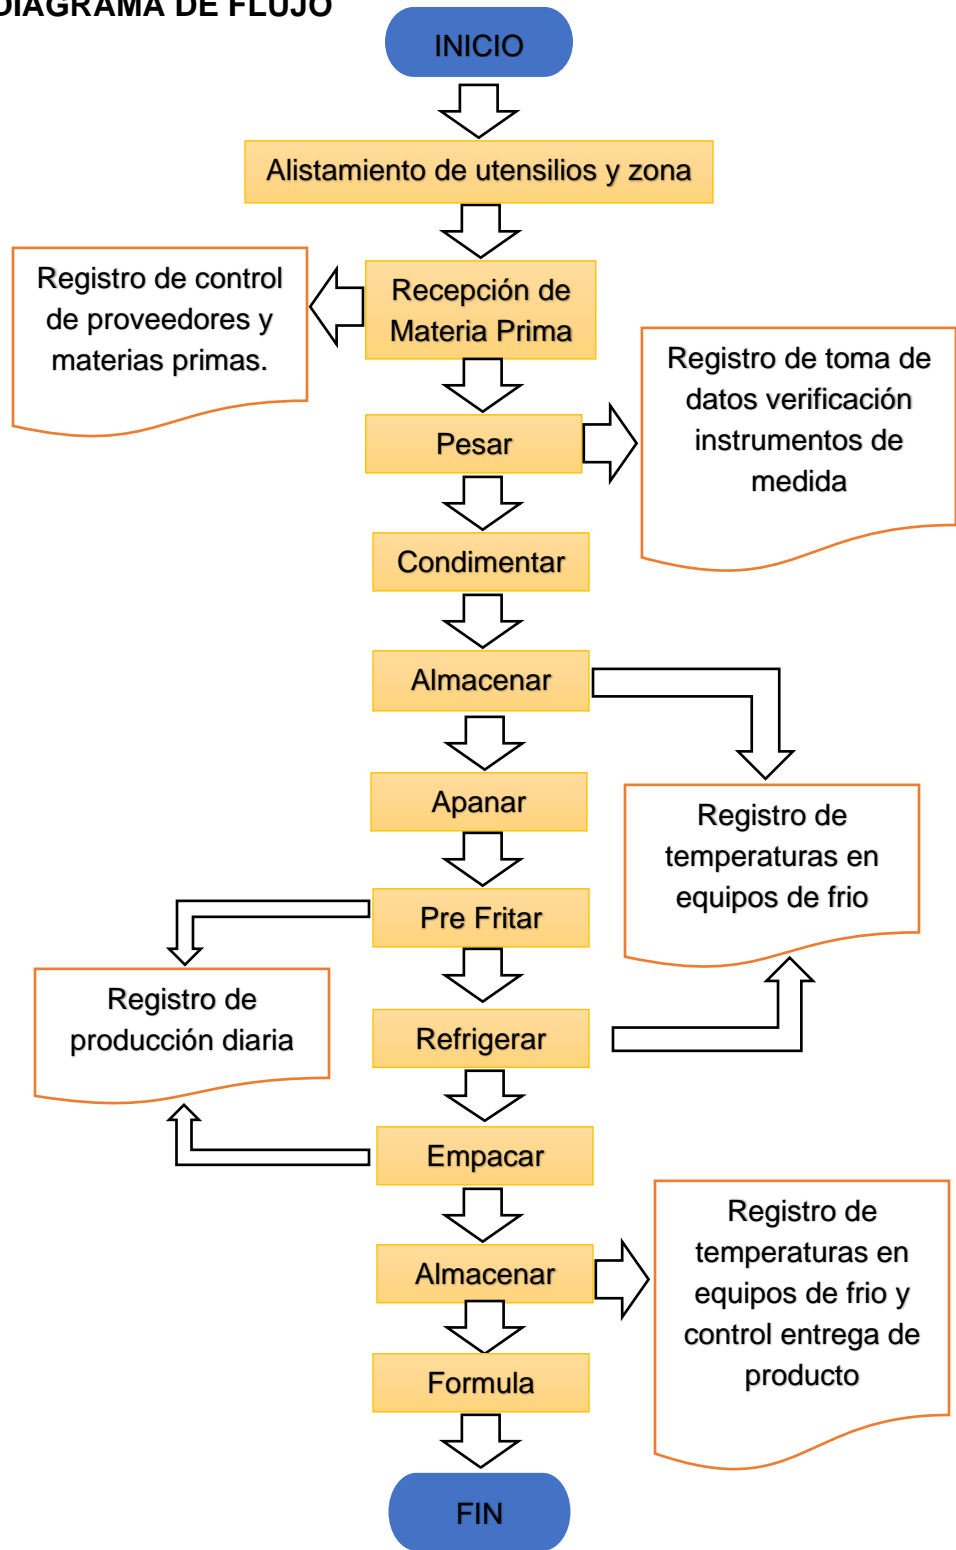 DIAGRAMA DE FLUJO
INICIO
Alistamiento de utensilios y zona
Registro de control
de proveedores y
materias primas.
Recepción de
Materia Prima
Registro de toma de
datos verificación
instrumentos de
medida
Pesar
Condimentar
Almacenar
Apanar
Registro de
temperaturas en
equipos de frio
Pre Fritar
Registro de
producción diaria
Refrigerar
Empacar
Almacenar
Registro de
temperaturas en
equipos de frio y
control entrega de
producto
Formula
FIN